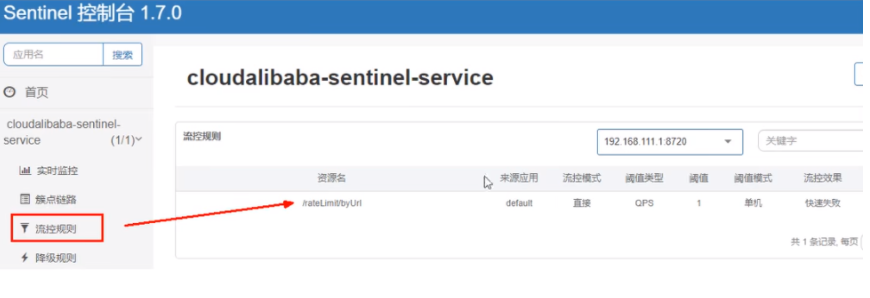 Sentinel 控制台 1.7.0
应用名
搜索
cloudalibaba-sentinel-service
首页
cloudalibaba-sentinel-
service (1/1)
流控规则
192.168.111.1:8720
关键字
实时监控
资源名 来源应用 流控模式 阈值类型 阈值 阈值模式 流控效果
簇点链路
/rateLimit/byUrl default 直接 QPS 1 单机 快速失败
流控规则
共 1 条记录, 每页
降级规则